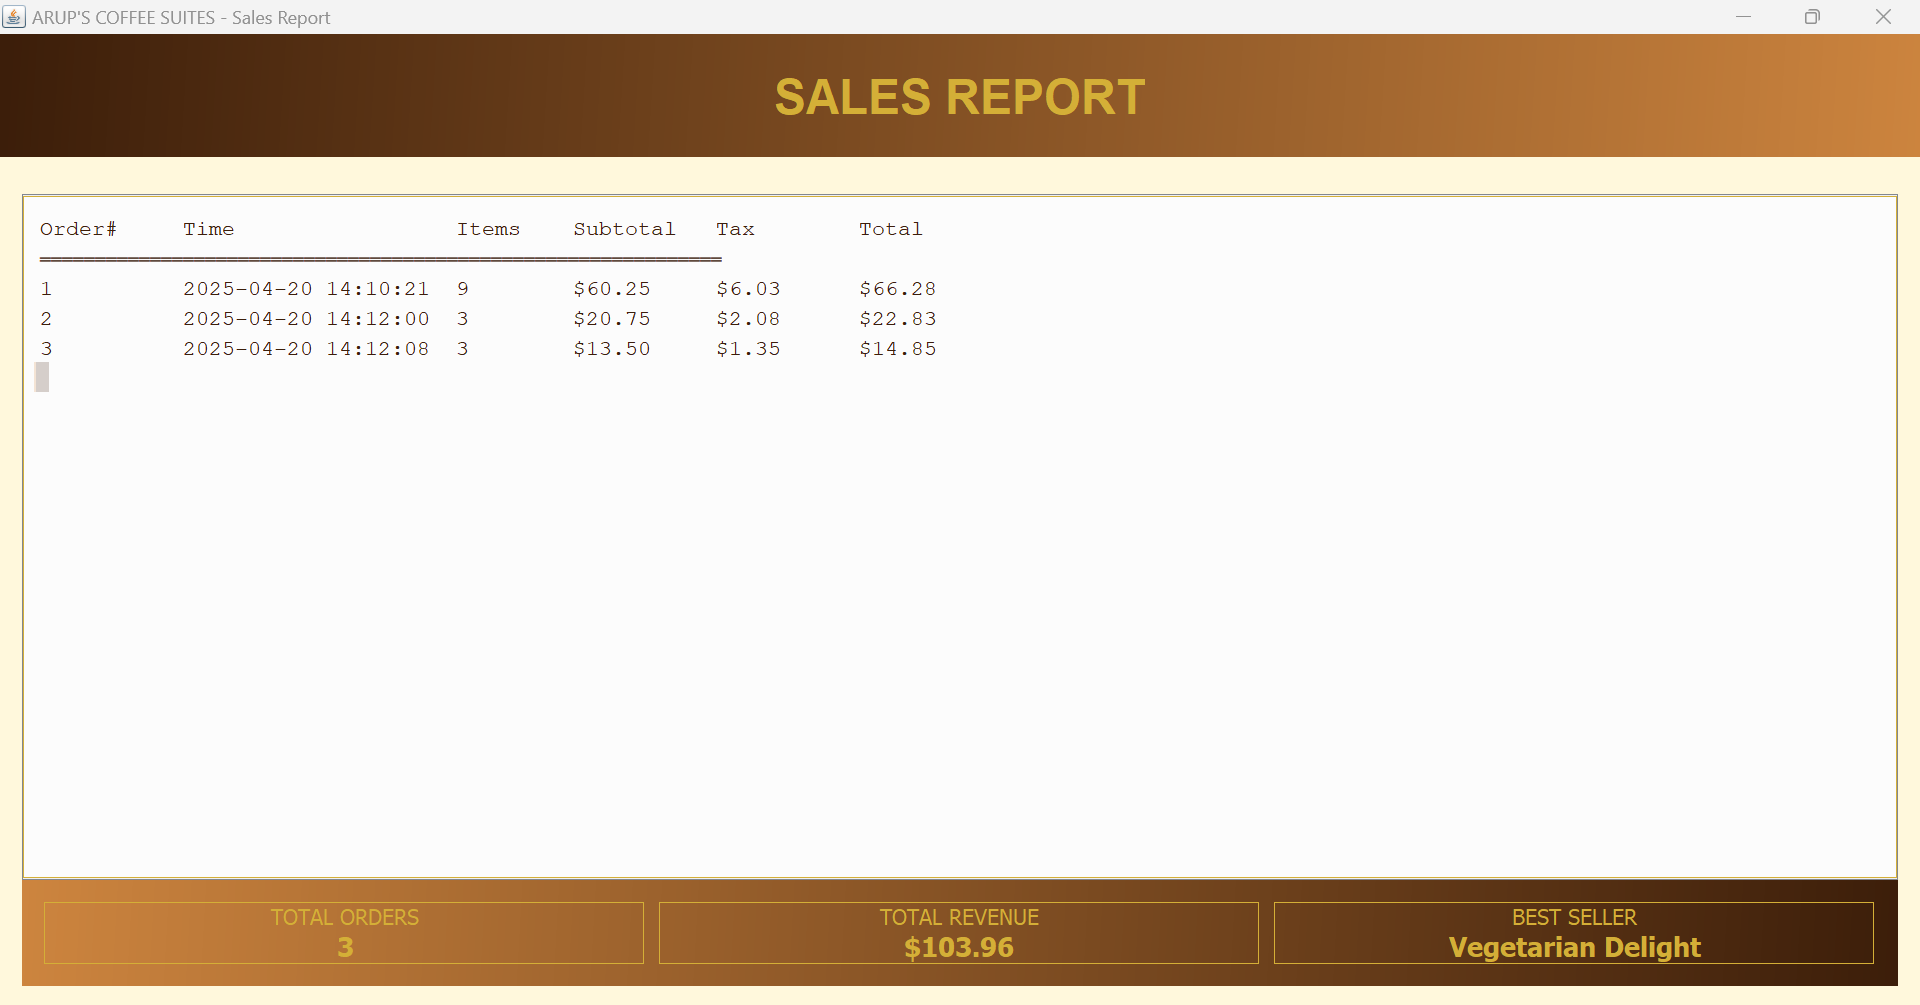 ARUP'S COFFEE SUITES - Sales Report
SALES REPORT
Order# Time Items Subtotal Tax Total
1 2025-04-20 14:10:21 9 $60.25 $6.03 $66.28
2 2025-04-20 14:12:00 3 $20.75 $2.08 $22.83
3 2025-04-20 14:12:08 3 $13.50 $1.35 $14.85
TOTAL ORDERS
3
TOTAL REVENUE
$103.96
BEST SELLER
Vegetarian Delight